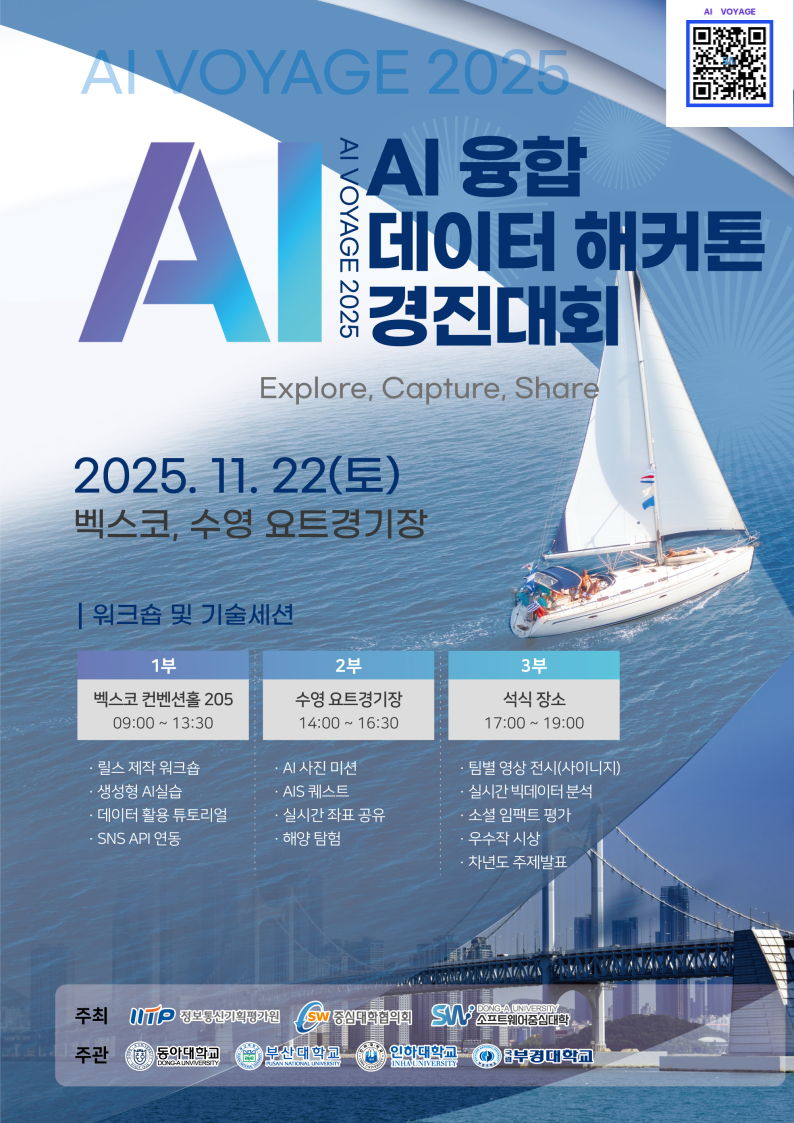 AI VOYAGE
AI VOYAGE 2025
AI
AI VOYAGE 2025
AI 융합
데이터 해커톤
경진대회
Explore, Capture, Share
2025. 11. 22(토)
벡스코, 수영 요트경기장
| 워크숍 및 기술세션
1부
벡스코 컨벤션홀 205
09:00 ~ 13:30
· 릴스 제작 워크숍
· 생성형 AI실습
· 데이터 활용 튜토리얼
· SNS API 연동
2부
수영 요트경기장
14:00 ~ 16:30
· AI 사진 미션
· AIS 퀘스트
· 실시간 좌표 공유
· 해양 탐험
3부
석식 장소
17:00 ~ 19:00
· 팀별 영상 전시(사이니지)
· 실시간 빅데이터 분석
· 소셜 임팩트 평가
· 우수작 시상
· 차년도 주제발표
주최 IITP 정보통신기획평가원 SW 중심대학협의회 SW DONG-A UNIVERSITY 소프트웨어중심대학
주관 동아대학교 DONG-A UNIVERSITY 부산대학교 PUSAN NATIONAL UNIVERSITY 인하대학교 INHA UNIVERSITY 국립부경대학교